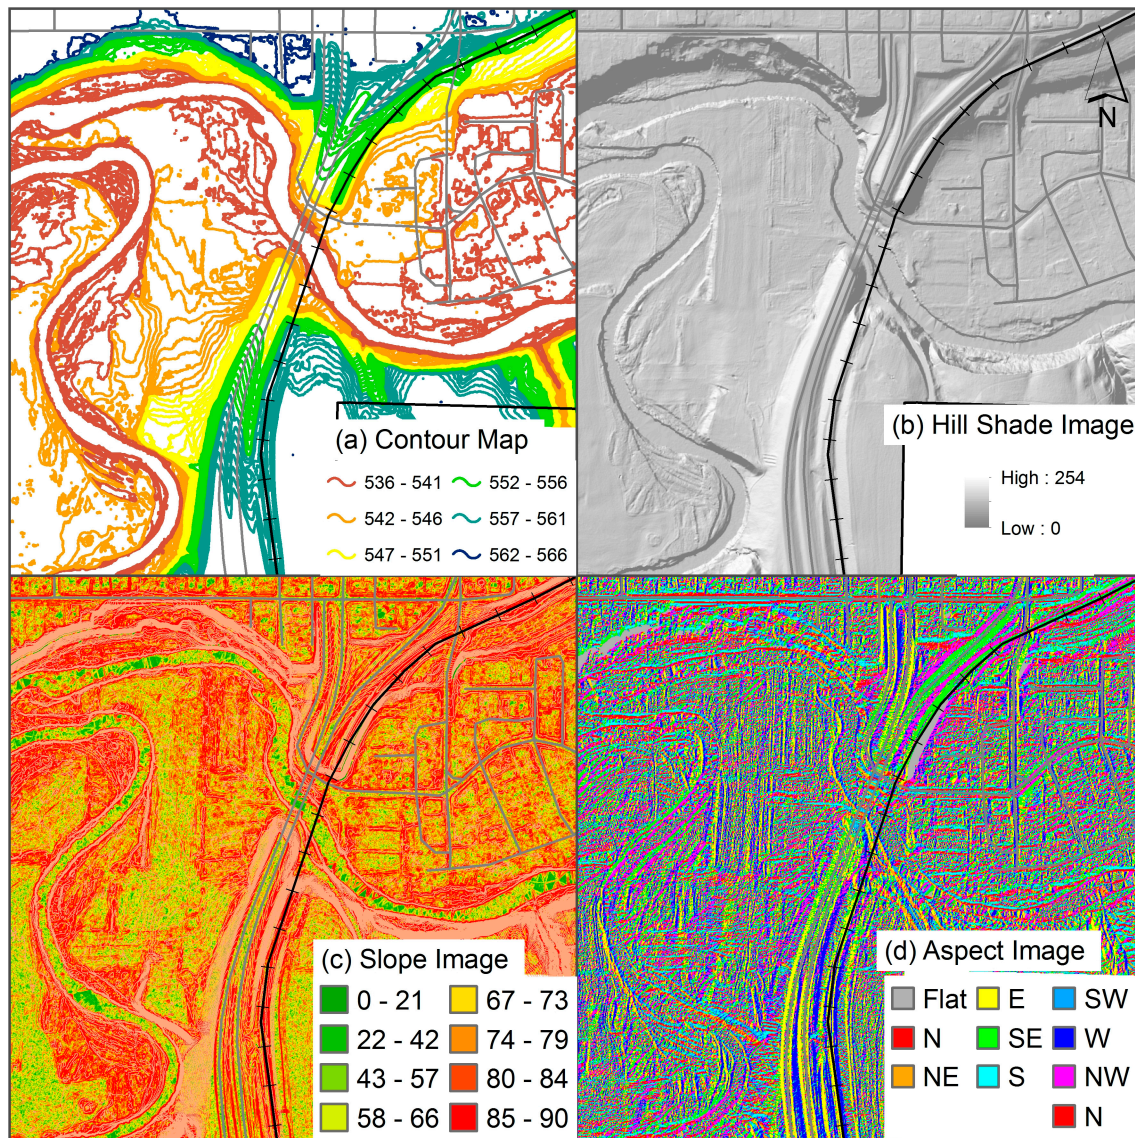 N
(a) Contour Map
536 - 541 552 - 556
542 - 546 557 - 561
547 - 551 562 - 566
(b) Hill Shade Image
High : 254
Low : 0
(c) Slope Image
0 - 21 67 - 73
22 - 42 74 - 79
43 - 57 80 - 84
58 - 66 85 - 90
(d) Aspect Image
Flat E SW
N SE W
NE S NW
N